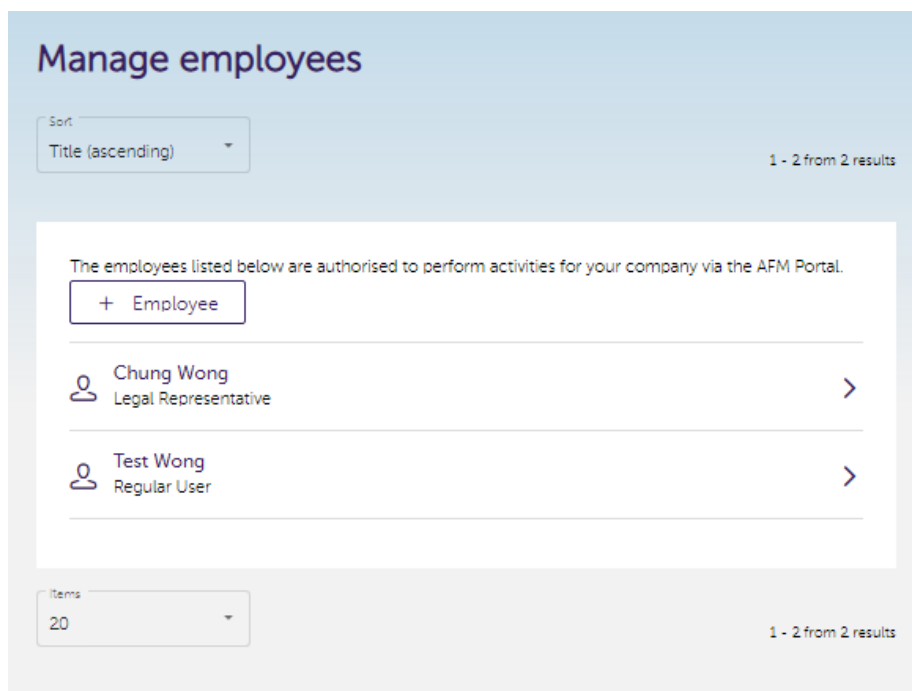 Manage employees
Sort
Title (ascending)
1 - 2 from 2 results
The employees listed below are authorised to perform activities for your company via the AFM Portal.
+ Employee
Chung Wong
Legal Representative
Test Wong
Regular User
Items
20
1 - 2 from 2 results